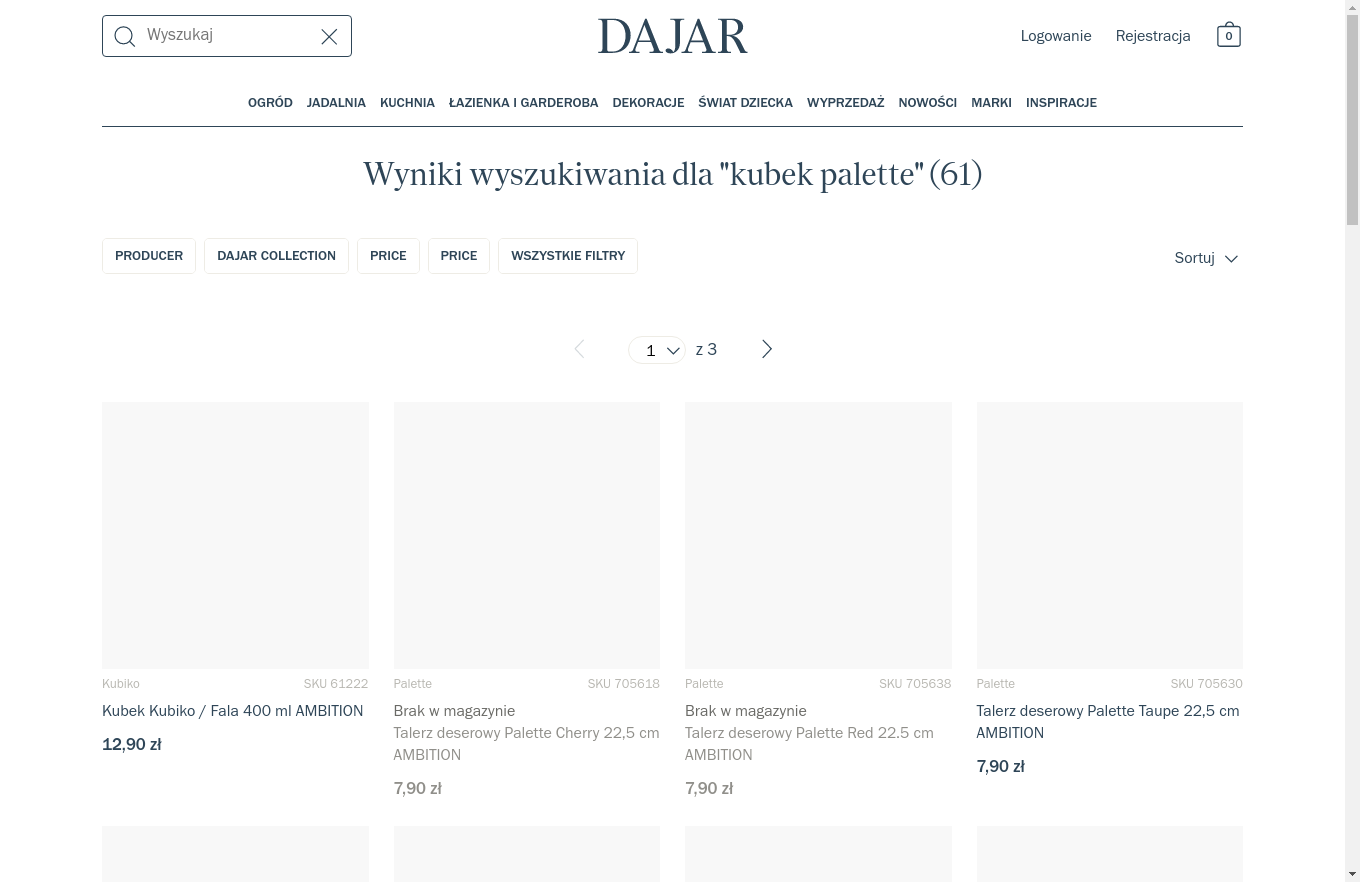 Wyszukaj
DAJAR
Logowanie
Rejestracja
0
OGRÓD
JADALNIA
KUCHNIA
ŁAZIENKA I GARDEROBA
DEKORACJE
ŚWIAT DZIECKA
WYPRZEDAŻ
NOWOŚCI
MARKI
INSPIRACJE
Wyniki wyszukiwania dla "kubek palette" (61)
PRODUCER
DAJAR COLLECTION
PRICE
PRICE
WSZYSTKIE FILTRY
Sortuj
1
z 3
Kubiko
SKU 61222
Kubek Kubiko / Fala 400 ml AMBITION
12,90 zł
Palette
SKU 705618
Brak w magazynie
Talerz deserowy Palette Cherry 22,5 cm
AMBITION
7,90 zł
Palette
SKU 705638
Brak w magazynie
Talerz deserowy Palette Red 22.5 cm
AMBITION
7,90 zł
Palette
SKU 705630
Talerz deserowy Palette Taupe 22,5 cm
AMBITION
7,90 zł